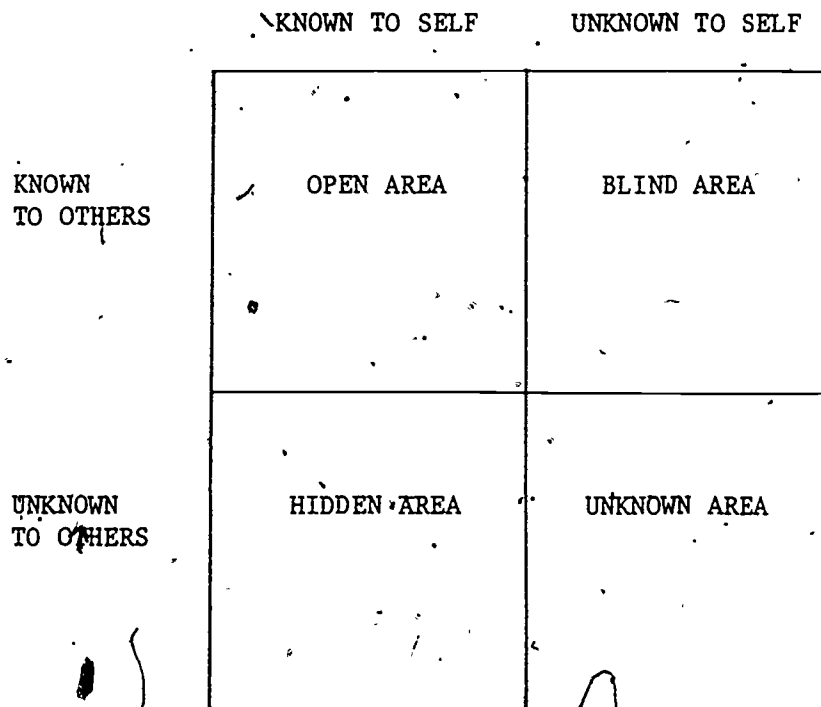 KNOWN TO SELF UNKNOWN TO SELF
KNOWN
TO OTHERS
OPEN AREA BLIND AREA
UNKNOWN
TO OTHERS
HIDDEN AREA UNKNOWN AREA